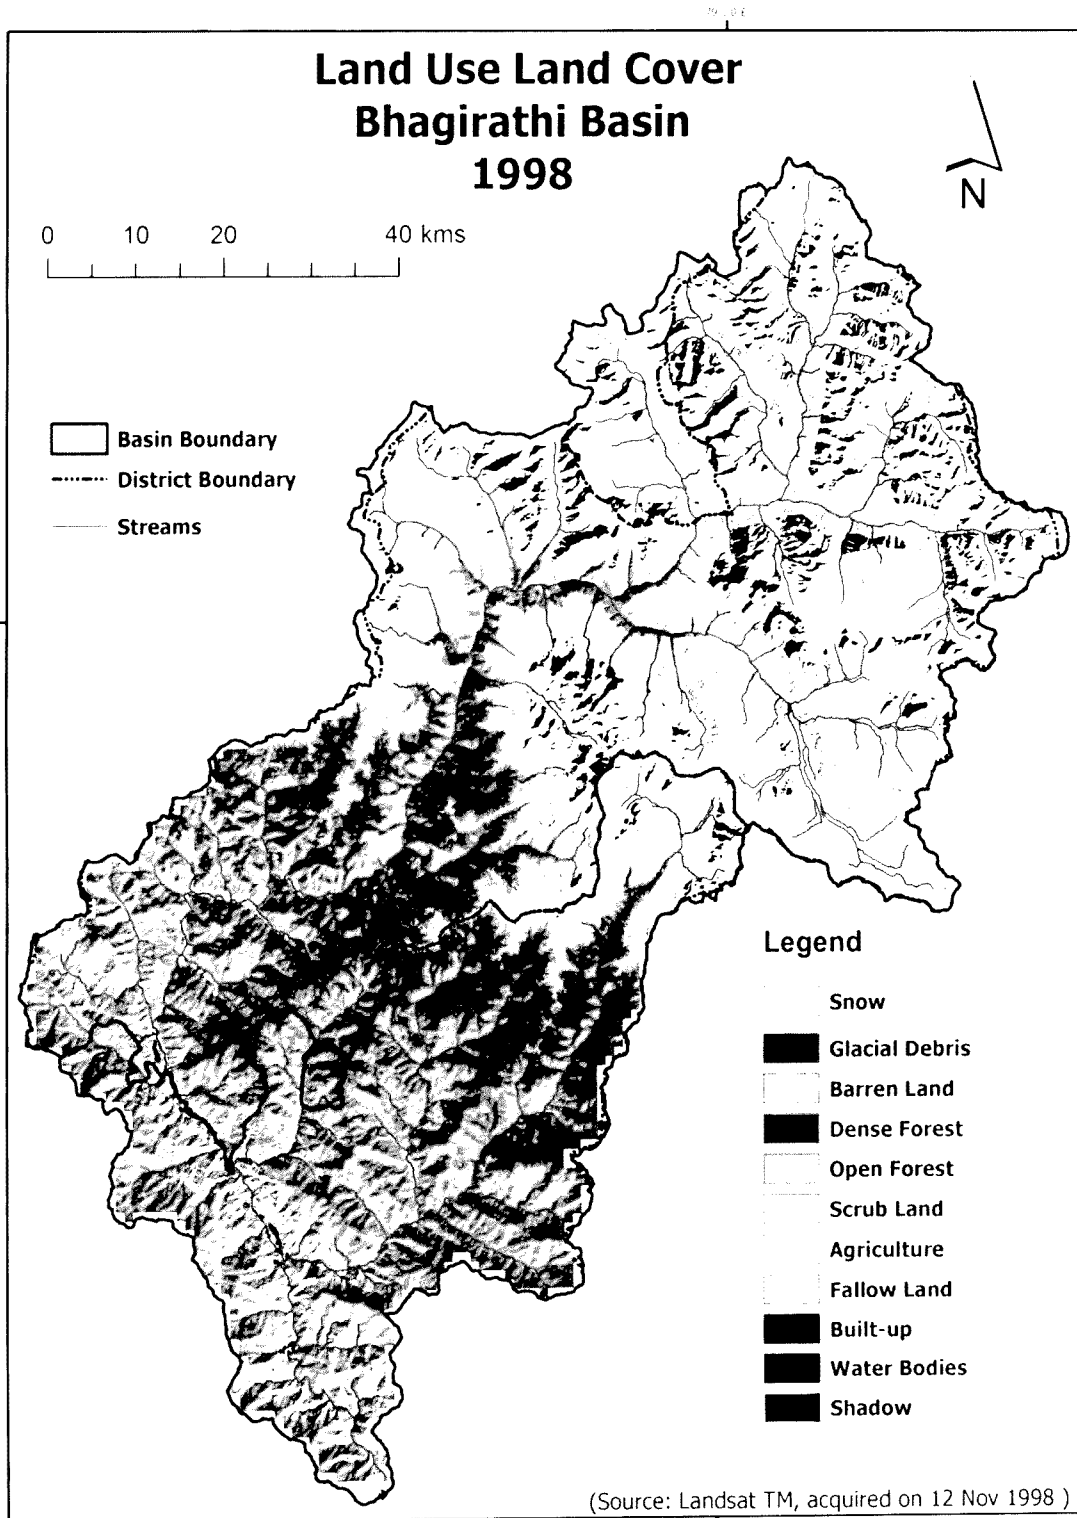 Land Use Land Cover
Bhagirathi Basin
1998
N
0 10 20 40 kms
Basin Boundary
District Boundary
Streams
Legend
Snow
Glacial Debris
Barren Land
Dense Forest
Open Forest
Scrub Land
Agriculture
Fallow Land
Built-up
Water Bodies
Shadow
(Source: Landsat TM, acquired on 12 Nov 1998 )